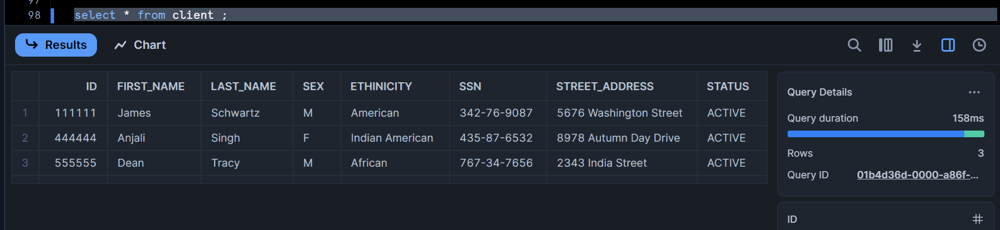 97
98 select * from client ;
Results Chart
ID FIRST_NAME LAST_NAME SEX ETHINICITY SSN STREET_ADDRESS STATUS
1 111111 James Schwartz M American 342-76-9087 5676 Washington Street ACTIVE
2 444444 Anjali Singh F Indian American 435-87-6532 8978 Autumn Day Drive ACTIVE
3 555555 Dean Tracy M African 767-34-7656 2343 India Street ACTIVE
Query Details ...
Query duration 158ms
Rows 3
Query ID 01b4d36d-0000-a86f-...
ID #